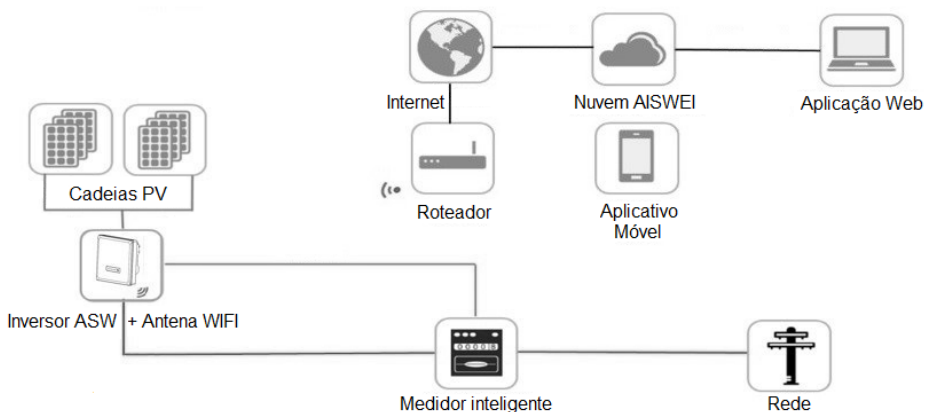 Internet
Nuvem AISWEI
Aplicação Web
Cadeias PV
Roteador
Aplicativo
Móvel
Inversor ASW + Antena WIFI
Medidor inteligente
Rede